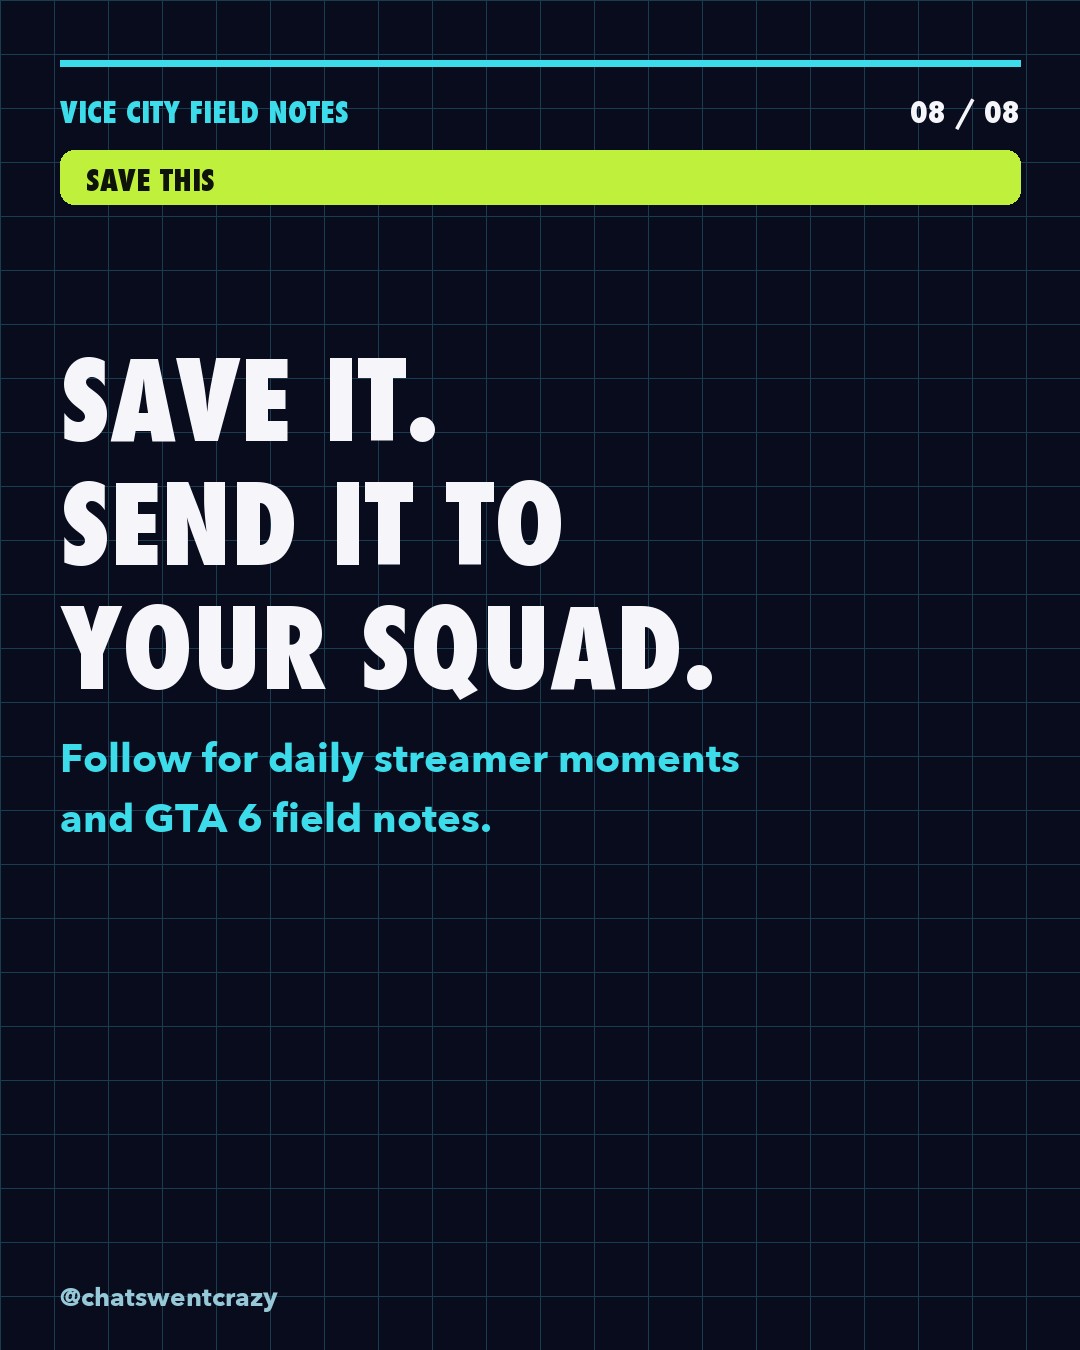 VICE CITY FIELD NOTES
08 / 08
SAVE THIS
SAVE IT.
SEND IT TO
YOUR SQUAD.
Follow for daily streamer moments
and GTA 6 field notes.
@chatswentcrazy